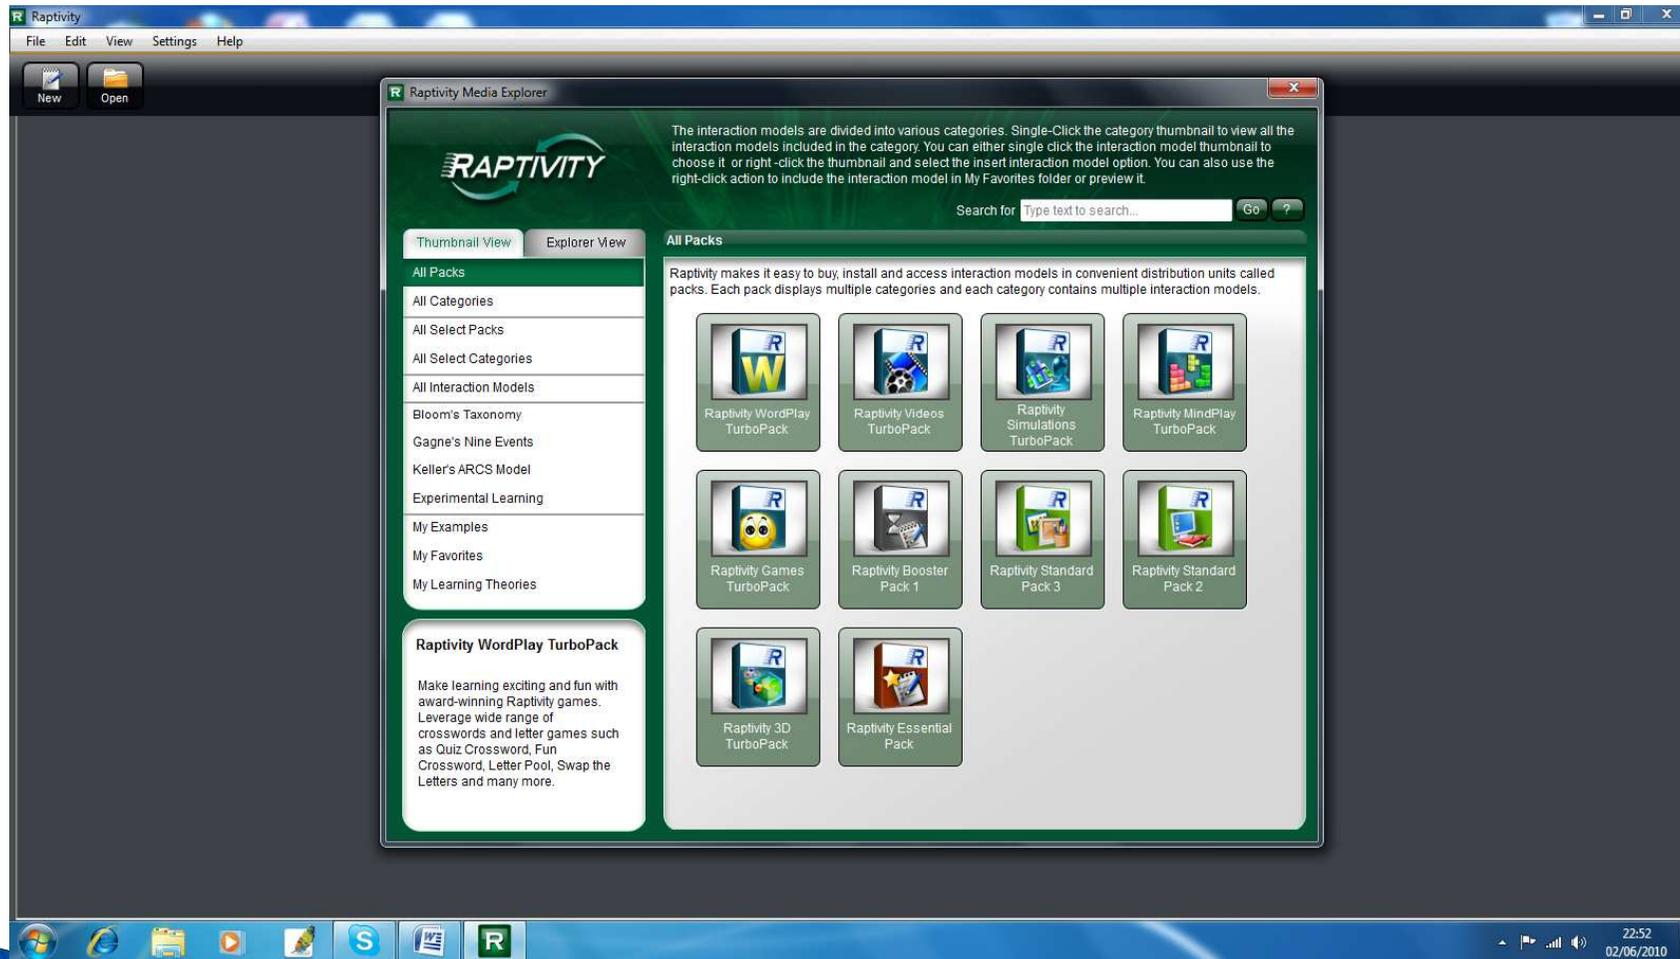 Raptivity
File Edit View Settings Help
New Open
Raptivity Media Explorer
RAPTIVITY
The interaction models are divided into various categories. Single-Click the category thumbnail to view all the
interaction models included in the category. You can either single click the interaction model thumbnail to
choose it or right -click the thumbnail and select the insert interaction model option. You can also use the
right-click action to include the interaction model in My Favorites folder or preview it.
Search for Type text to search... Go ?
Thumbnail View Explorer View
All Packs
All Categories
All Select Packs
All Select Categories
All Interaction Models
Bloom's Taxonomy
Gagne's Nine Events
Keller's ARCS Model
Experimental Learning
My Examples
My Favorites
My Learning Theories
Raptivity WordPlay TurboPack
Make learning exciting and fun with
award-winning Raptivity games.
Leverage wide range of
crosswords and letter games such
as Quiz Crossword, Fun
Crossword, Letter Pool, Swap the
Letters and many more.
All Packs
Raptivity makes it easy to buy, install and access interaction models in convenient distribution units called
packs. Each pack displays multiple categories and each category contains multiple interaction models.
Raptivity WordPlay
TurboPack
Raptivity Videos
TurboPack
Raptivity
Simulations
TurboPack
Raptivity MindPlay
TurboPack
Raptivity Games
TurboPack
Raptivity Booster
Pack 1
Raptivity Standard
Pack 3
Raptivity Standard
Pack 2
Raptivity 3D
TurboPack
Raptivity Essential
Pack
22:52
02/06/2010